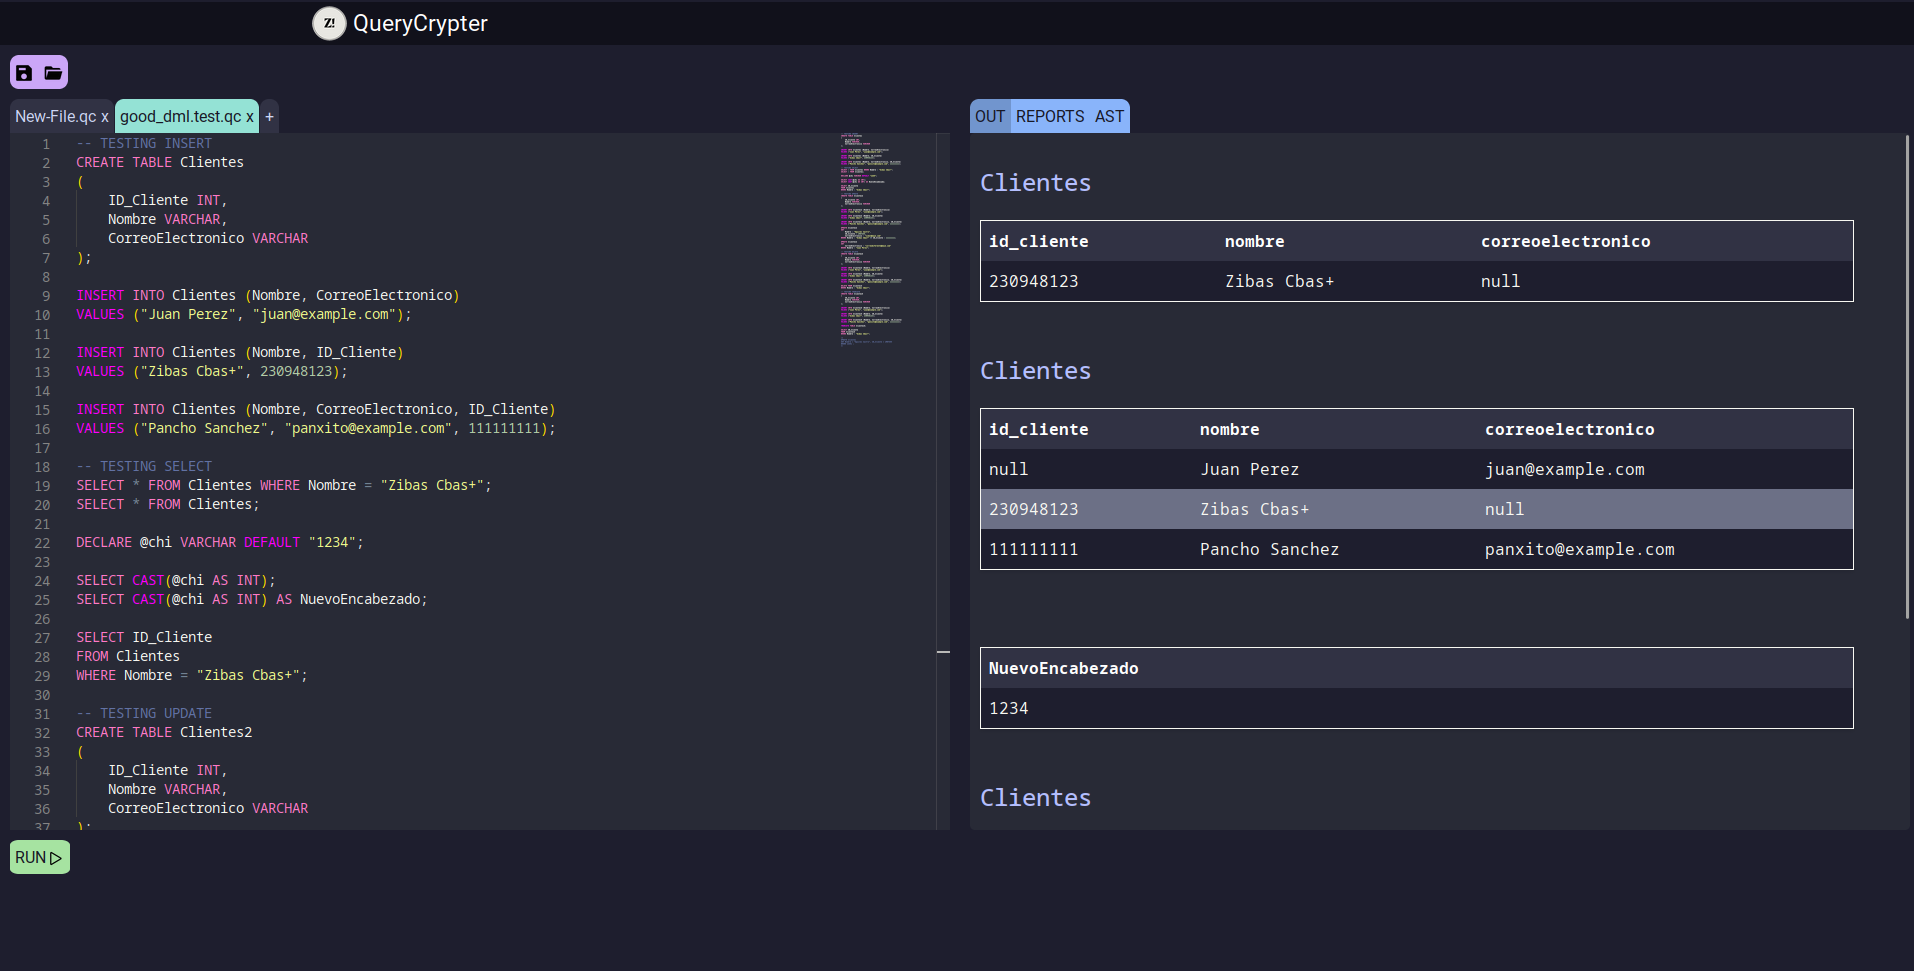 Z! QueryCrypter
New-File.qc x good_dml.test.qc x +
1 -- TESTING INSERT
2 CREATE TABLE Clientes
3 (
4 ID_Cliente INT,
5 Nombre VARCHAR,
6 CorreoElectronico VARCHAR
7 );
8
9 INSERT INTO Clientes (Nombre, CorreoElectronico)
10 VALUES ("Juan Perez", "juan@example.com");
11
12 INSERT INTO Clientes (Nombre, ID_Cliente)
13 VALUES ("Zibas Cbas+", 230948123);
14
15 INSERT INTO Clientes (Nombre, CorreoElectronico, ID_Cliente)
16 VALUES ("Pancho Sanchez", "panxito@example.com", 111111111);
17
18 -- TESTING SELECT
19 SELECT * FROM Clientes WHERE Nombre = "Zibas Cbas+";
20 SELECT * FROM Clientes;
21
22 DECLARE @chi VARCHAR DEFAULT "1234";
23
24 SELECT CAST(@chi AS INT);
25 SELECT CAST(@chi AS INT) AS NuevoEncabezado;
26
27 SELECT ID_Cliente
28 FROM Clientes
29 WHERE Nombre = "Zibas Cbas+";
30
31 -- TESTING UPDATE
32 CREATE TABLE Clientes2
33 (
34 ID_Cliente INT,
35 Nombre VARCHAR,
36 CorreoElectronico VARCHAR
37 );
RUN
OUT REPORTS AST
Clientes
id_cliente nombre correoelectronico
230948123 Zibas Cbas+ null
Clientes
id_cliente nombre correoelectronico
null Juan Perez juan@example.com
230948123 Zibas Cbas+ null
111111111 Pancho Sanchez panxito@example.com
NuevoEncabezado
1234
Clientes